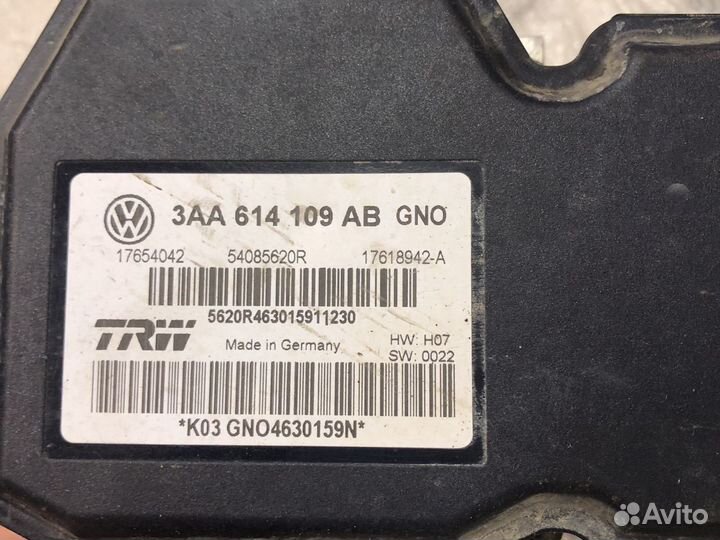 3AA 614 109 AB GNO
17654042 54085620R 17618942-A
5620R463015911230
TRW Made in Germany HW: H07
SW: 0022
*K03 GNO4630159N*
Avito